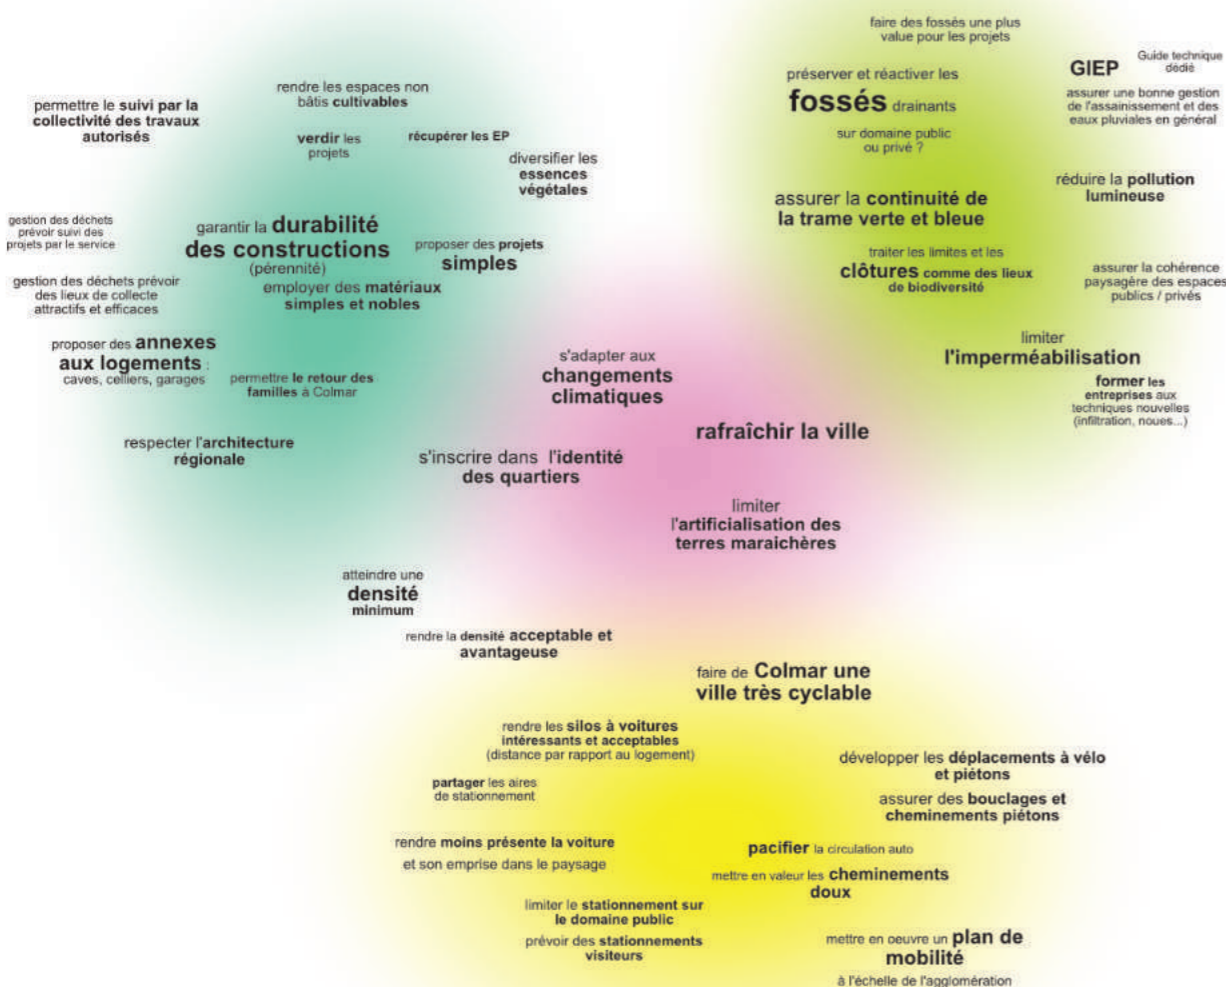 faire des fossés une plus
value pour les projets
préserver et réactiver les
fossés drainants
sur domaine public
ou privé ?
GIEP
Guide technique
dédié
assurer une bonne gestion
de l'assainissement et des
eaux pluviales en général
assurer la continuité de
la trame verte et bleue
réduire la pollution
lumineuse
traiter les limites et les
clôtures comme des lieux
de biodiversité
assurer la cohérence
paysagère des espaces
publics / privés
limiter
l'imperméabilisation
former les
entreprises aux
techniques nouvelles
(infiltration, noues...)
permettre le suivi par la
collectivité des travaux
autorisés
rendre les espaces non
bâtis cultivables
verdir les
projets
récupérer les EP
diversifier les
essences
végétales
gestion des déchets
prévoir suivi des
projets par le service
garantir la durabilité
des constructions
(pérennité)
proposer des projets
simples
gestion des déchets prévoir
des lieux de collecte
attractifs et efficaces
employer des matériaux
simples et nobles
proposer des annexes
aux logements :
caves, celliers, garages
permettre le retour des
familles à Colmar
respecter l'architecture
régionale
s'adapter aux
changements
climatiques
rafraîchir la ville
s'inscrire dans l'identité
des quartiers
limiter
l'artificialisation des
terres maraichères
atteindre une
densité
minimum
rendre la densité acceptable et
avantageuse
faire de Colmar une
ville très cyclable
rendre les silos à voitures
intéressants et acceptables
(distance par rapport au logement)
développer les déplacements à vélo
et piétons
partager les aires
de stationnement
assurer des bouclages et
cheminements piétons
rendre moins présente la voiture
et son emprise dans le paysage
pacifier la circulation auto
mettre en valeur les cheminements
doux
limiter le stationnement sur
le domaine public
prévoir des stationnements
visiteurs
mettre en oeuvre un plan de
mobilité
à l'échelle de l'agglomération